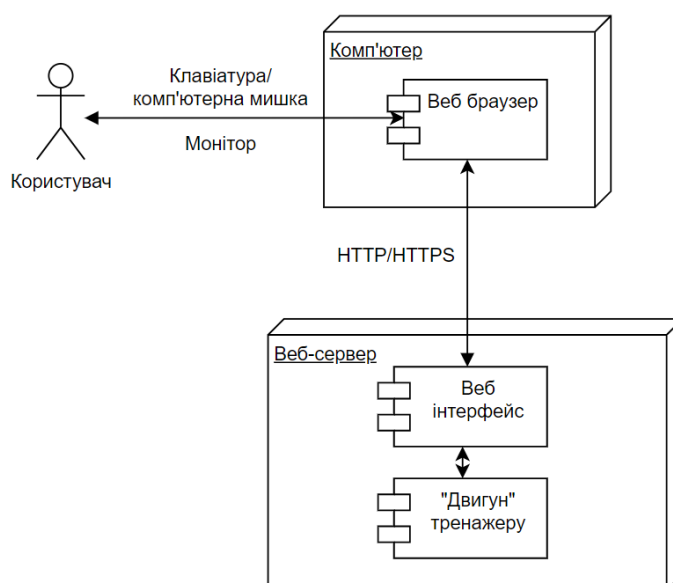 Комп'ютер
Клавіатура/
комп'ютерна мишка
Веб браузер
Монітор
Користувач
HTTP/HTTPS
Веб-сервер
Веб
інтерфейс
"Двигун"
тренажеру